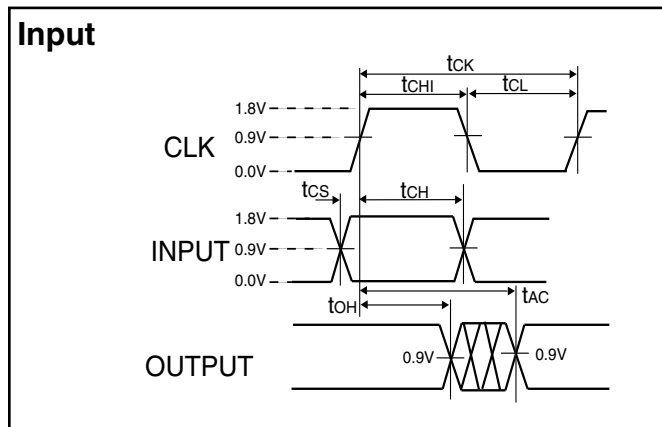 Input
tCK
tCHI tCL
1.8V
CLK 0.9V
0.0V
tCS tCH
1.8V
INPUT 0.9V
0.0V
tAC
tOH
OUTPUT 0.9V 0.9V